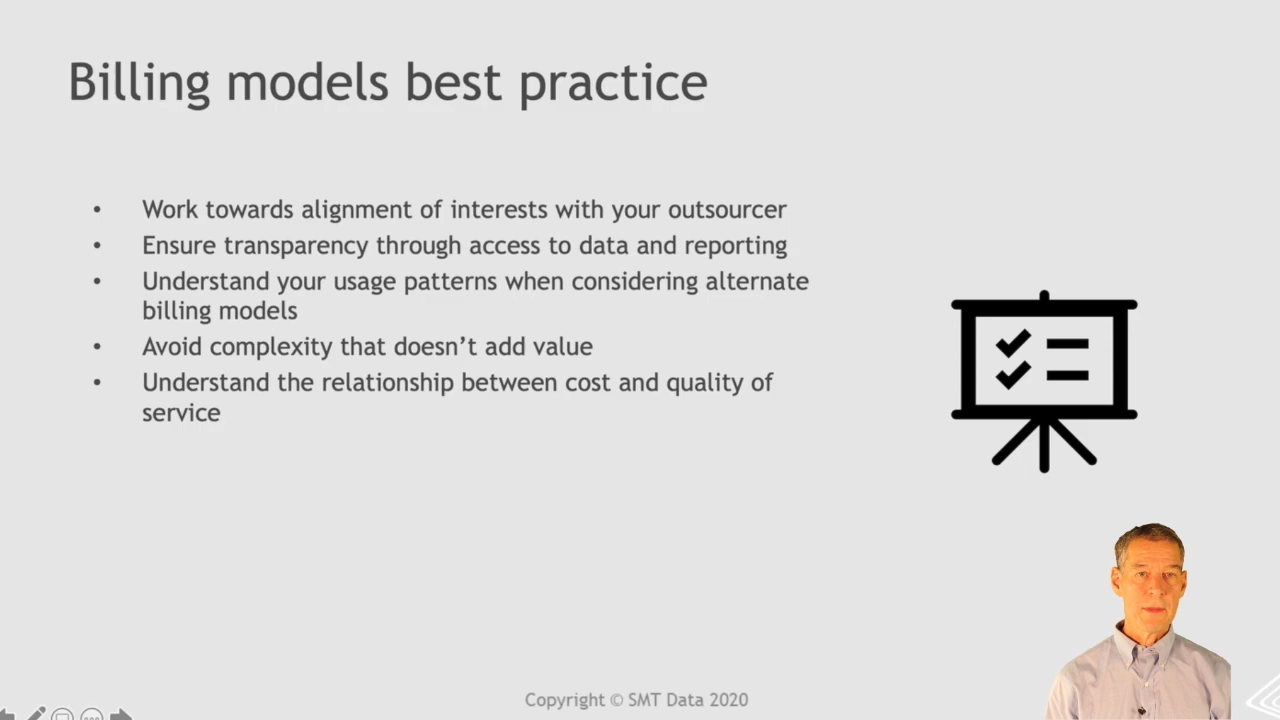 Billing models best practice
• Work towards alignment of interests with your outsourcer
• Ensure transparency through access to data and reporting
• Understand your usage patterns when considering alternate
billing models
• Avoid complexity that doesn’t add value
• Understand the relationship between cost and quality of
service
Copyright © SMT Data 2020